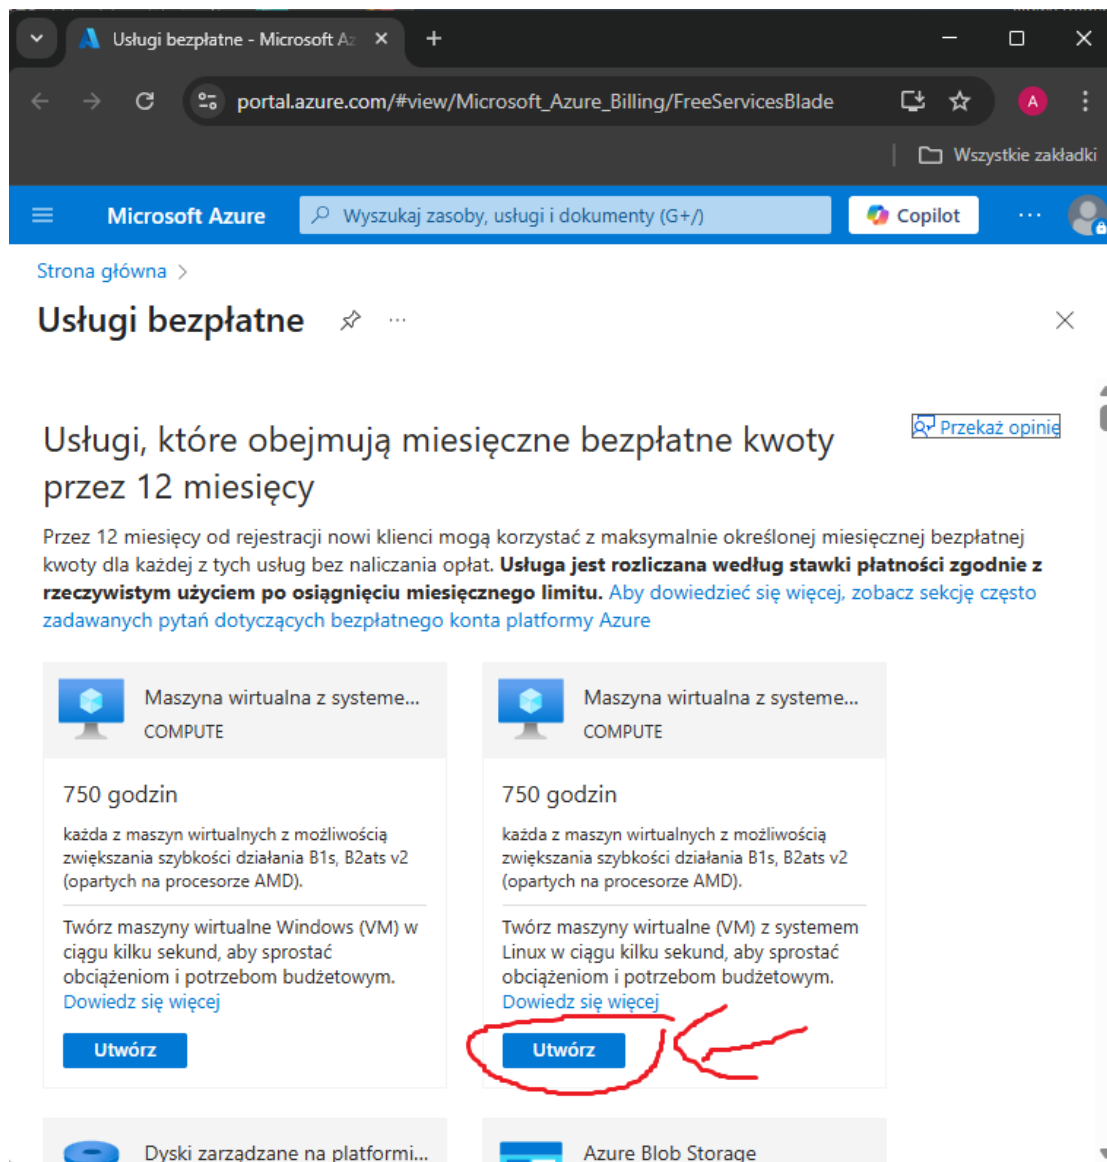 Usługi bezpłatne - Microsoft Az
portal.azure.com/#view/Microsoft_Azure_Billing/FreeServicesBlade
A
Wszystkie zakładki
Microsoft Azure
Wyszukaj zasoby, usługi i dokumenty (G+/)
Copilot
Strona główna >
Usługi bezpłatne
Usługi, które obejmują miesięczne bezpłatne kwoty
przez 12 miesięcy
Przekaż opinię
Przez 12 miesięcy od rejestracji nowi klienci mogą korzystać z maksymalnie określonej miesięcznej bezpłatnej
kwoty dla każdej z tych usług bez naliczania opłat. Usługa jest rozliczana według stawki płatności zgodnie z
rzeczywistym użyciem po osiągnięciu miesięcznego limitu. Aby dowiedzieć się więcej, zobacz sekcję często
zadawanych pytań dotyczących bezpłatnego konta platformy Azure
Maszyna wirtualna z systeme...
COMPUTE
750 godzin
każda z maszyn wirtualnych z możliwością
zwiększania szybkości działania B1s, B2ats v2
(opartych na procesorze AMD).
Twórz maszyny wirtualne Windows (VM) w
ciągu kilku sekund, aby sprostać
obciążeniom i potrzebom budżetowym.
Dowiedz się więcej
Utwórz
Maszyna wirtualna z systeme...
COMPUTE
750 godzin
każda z maszyn wirtualnych z możliwością
zwiększania szybkości działania B1s, B2ats v2
(opartych na procesorze AMD).
Twórz maszyny wirtualne (VM) z systemem
Linux w ciągu kilku sekund, aby sprostać
obciążeniom i potrzebom budżetowym.
Dowiedz się więcej
Utwórz
Dyski zarządzane na platformi...
Azure Blob Storage